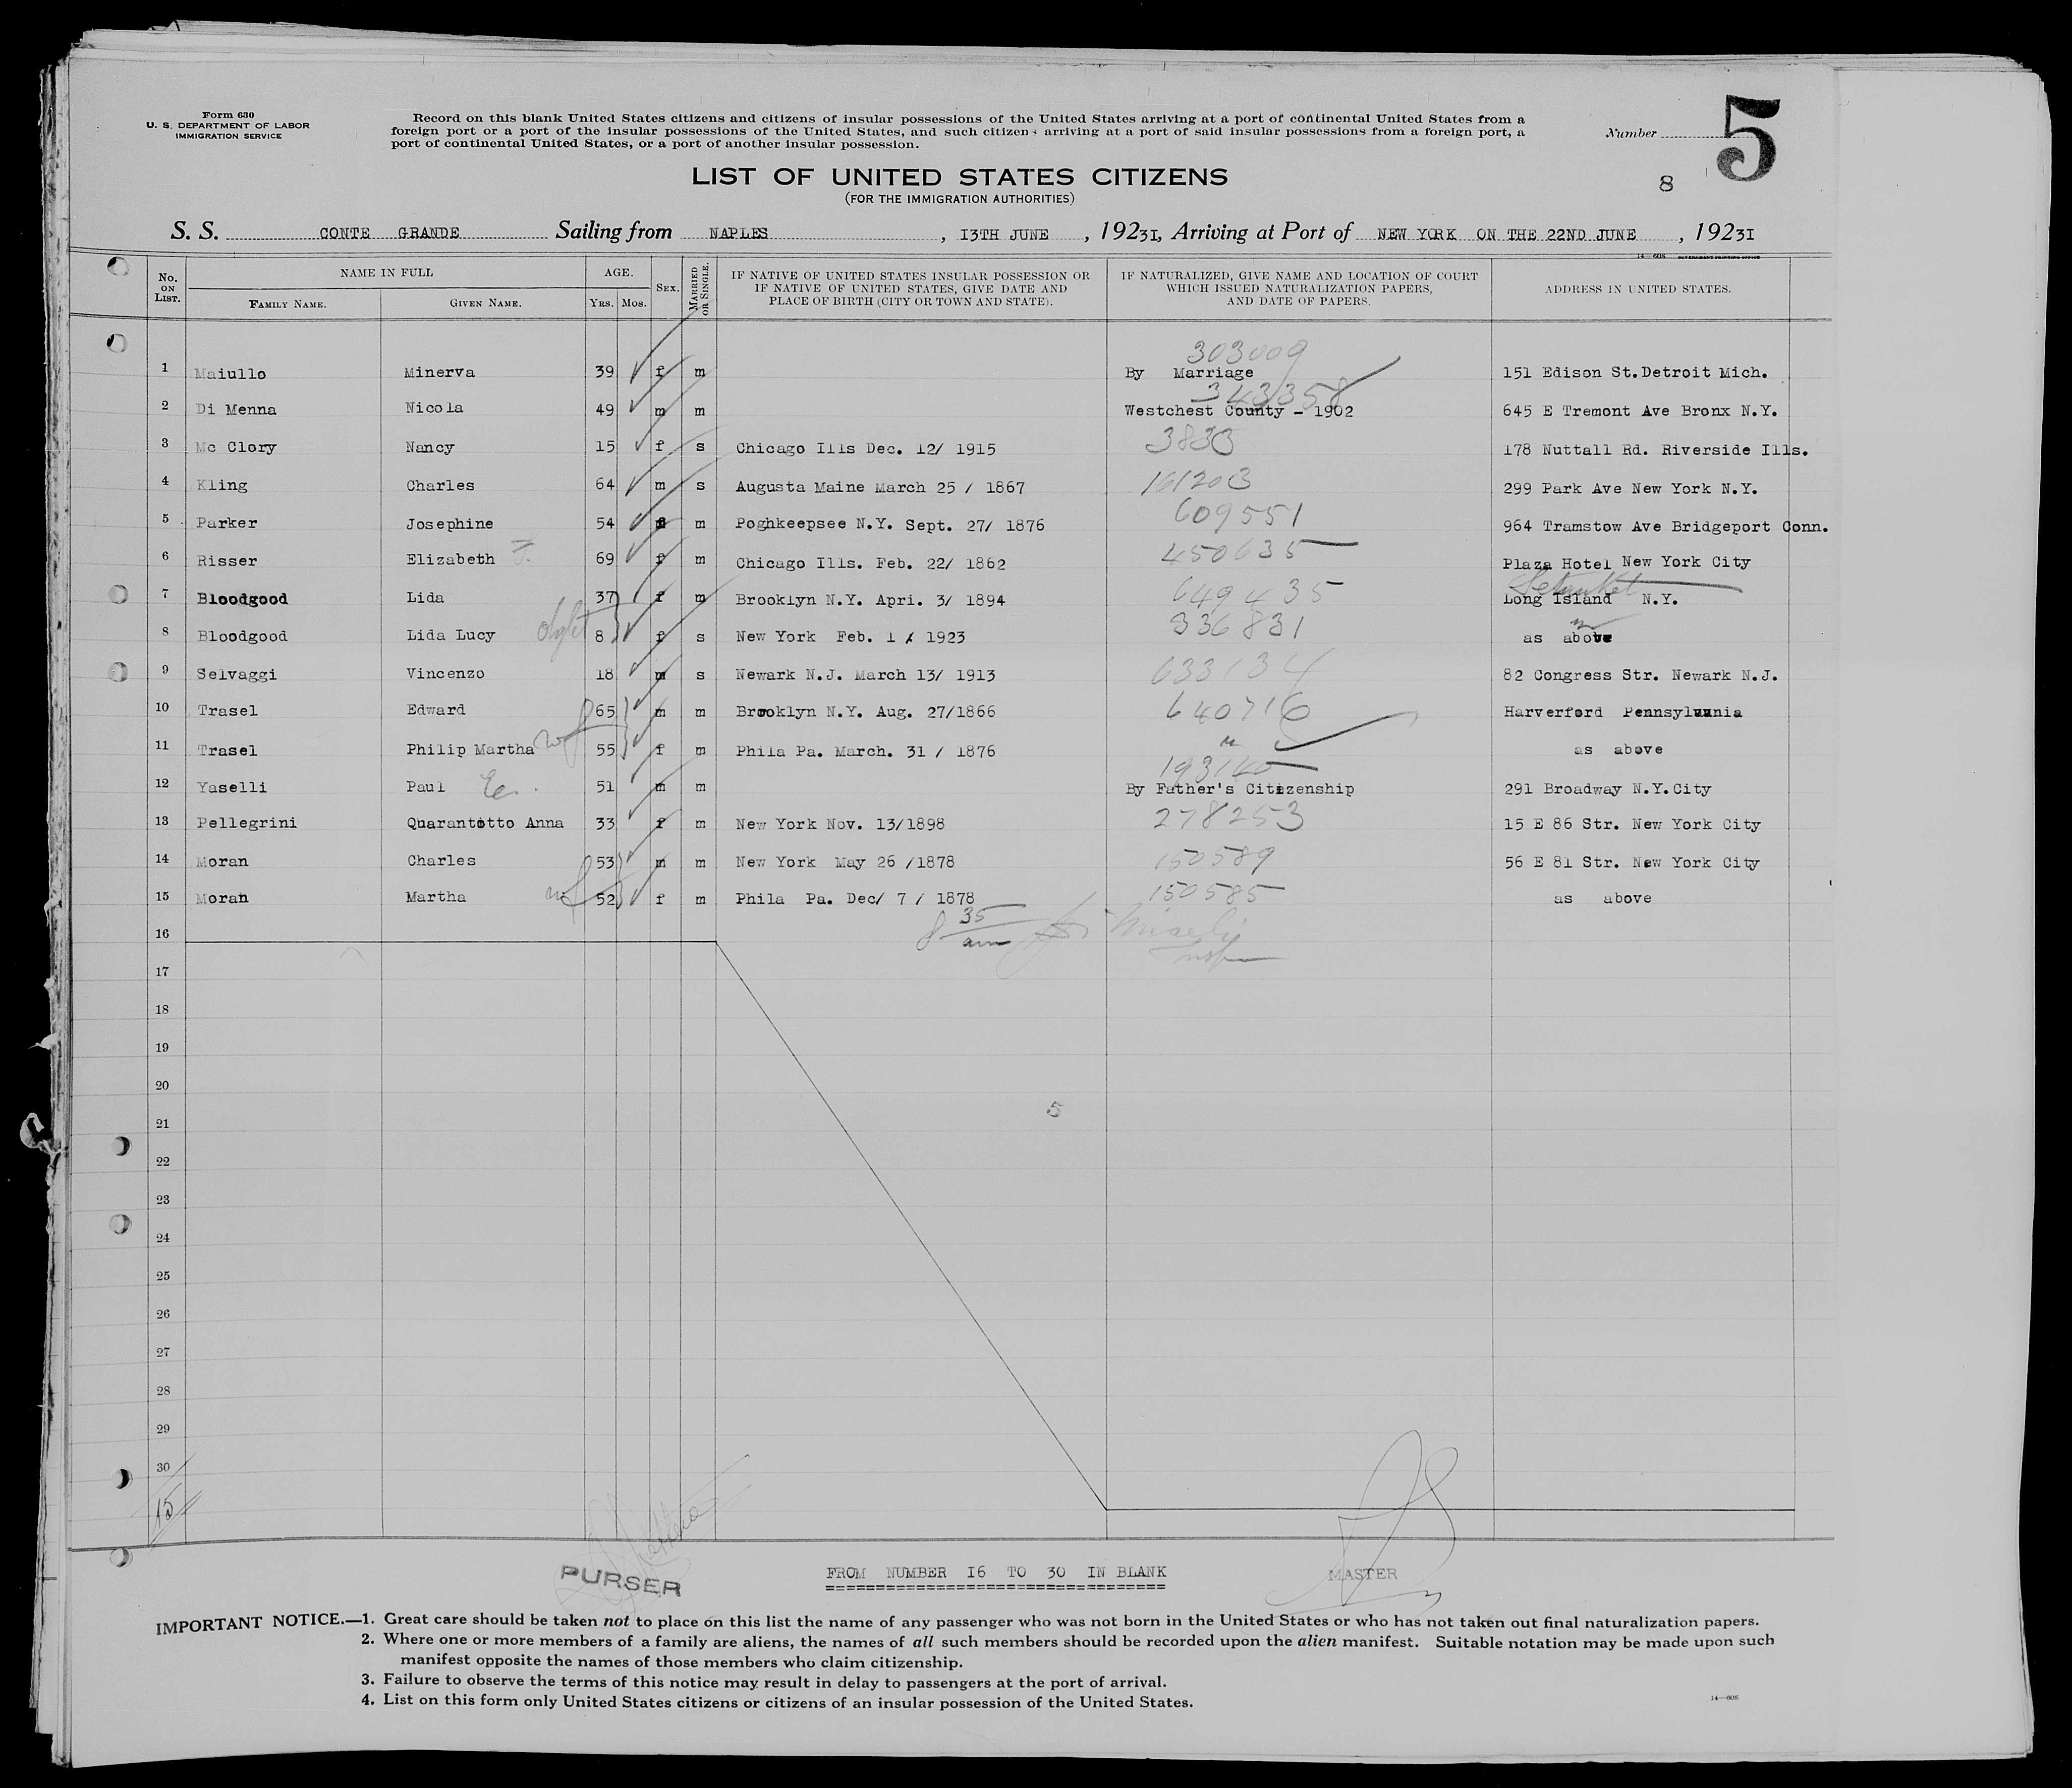 Form 630
U. S. DEPARTMENT OF LABOR
IMMIGRATION SERVICE
Record on this blank United States citizens and citizens of insular possessions of the United States arriving at a port of continental United States from a
foreign port or a port of the insular possessions of the United States, and such citizens arriving at a port of said insular possessions from a foreign port, a
port of continental United States, or a port of another insular possession.
Number 5
8
LIST OF UNITED STATES CITIZENS
(FOR THE IMMIGRATION AUTHORITIES)
S. S. CONTE GRANDE Sailing from NAPLES, 13TH JUNE, 19231, Arriving at Port of NEW YORK ON THE 22ND JUNE, 19231
No. ON LIST. NAME IN FULL FAMILY NAME. GIVEN NAME. AGE. YRS. MOS. SEX. MARRIED OR SINGLE. IF NATIVE OF UNITED STATES INSULAR POSSESSION OR IF NATIVE OF UNITED STATES, GIVE DATE AND PLACE OF BIRTH (CITY OR TOWN AND STATE). IF NATURALIZED, GIVE NAME AND LOCATION OF COURT WHICH ISSUED NATURALIZATION PAPERS, AND DATE OF PAPERS. ADDRESS IN UNITED STATES.
303009
1 Maiullo Minerva 39 f m By Marriage 151 Edison St. Detroit Mich.
343358
2 Di Menna Nicola 49 m m Westchest County - 1902 645 E Tremont Ave Bronx N.Y.
3 Mc Clory Nancy 15 f s Chicago Ills Dec. 12/ 1915 3833 178 Nuttall Rd. Riverside Ills.
4 Kling Charles 64 m s Augusta Maine March 25 / 1867 161203 299 Park Ave New York N.Y.
5 Parker Josephine 54 m Poghkeepsee N.Y. Sept. 27/ 1876 609551 964 Tramstow Ave Bridgeport Conn.
6 Risser Elizabeth 69 f m Chicago Ills. Feb. 22/ 1862 450635 Plaza Hotel New York City
Setauket
7 Bloodgood Lida 37 f m Brooklyn N.Y. Apri. 3/ 1894 649435 Long Island N.Y.
8 Bloodgood Lida Lucy 8 f s New York Feb. 1 / 1923 336831 as above
9 Selvaggi Vincenzo 18 m s Newark N.J. March 13/ 1913 633134 82 Congress Str. Newark N.J.
10 Trasel Edward 65 m m Brooklyn N.Y. Aug. 27/1866 640716 Harverford Pennsylvania
11 Trasel Philip Martha wf 55 f m Phila Pa. March. 31 / 1876 " as above
193140
12 Yaselli Paul 51 m m By Father's Citizenship 291 Broadway N.Y.City
13 Pellegrini Quarantotto Anna 33 f m New York Nov. 13/1898 278253 15 E 86 Str. New York City
14 Moran Charles 53 m m New York May 26 /1878 150589 56 E 81 Str. New York City
15 Moran Martha wf 52 f m Phila Pa. Dec/ 7 / 1878 150585 as above
8 35 am
16
17
18
19
20
5
21
22
23
24
25
26
27
28
29
30
15
PURSER
FROM NUMBER 16 TO 30 IN BLANK
MASTER
IMPORTANT NOTICE.—1. Great care should be taken not to place on this list the name of any passenger who was not born in the United States or who has not taken out final naturalization papers.
2. Where one or more members of a family are aliens, the names of all such members should be recorded upon the alien manifest. Suitable notation may be made upon such
manifest opposite the names of those members who claim citizenship.
3. Failure to observe the terms of this notice may result in delay to passengers at the port of arrival.
4. List on this form only United States citizens or citizens of an insular possession of the United States.
14—608